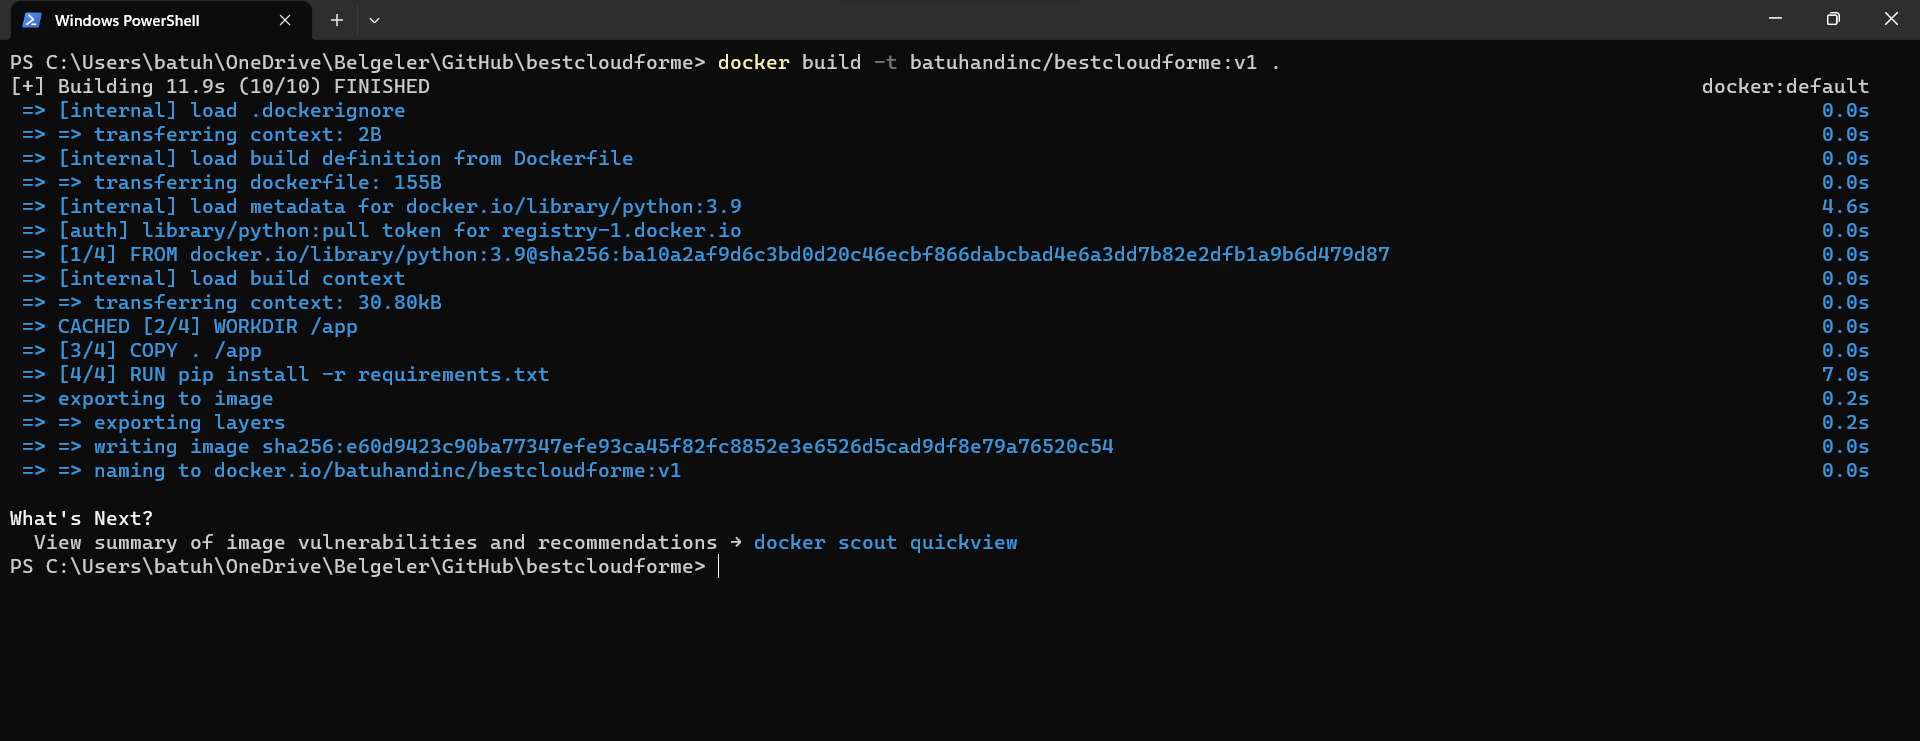 Windows PowerShell
PS C:\Users\batuh\OneDrive\Belgeler\GitHub\bestcloudforme> docker build -t batuhandinc/bestcloudforme:v1 .
[+] Building 11.9s (10/10) FINISHED docker:default
=> [internal] load .dockerignore 0.0s
=> => transferring context: 2B 0.0s
=> [internal] load build definition from Dockerfile 0.0s
=> => transferring dockerfile: 155B 0.0s
=> [internal] load metadata for docker.io/library/python:3.9 4.6s
=> [auth] library/python:pull token for registry-1.docker.io 0.0s
=> [1/4] FROM docker.io/library/python:3.9@sha256:ba10a2af9d6c3bd0d20c46ecbf866dabcbad4e6a3dd7b82e2dfb1a9b6d479d87 0.0s
=> [internal] load build context 0.0s
=> => transferring context: 30.80kB 0.0s
=> CACHED [2/4] WORKDIR /app 0.0s
=> [3/4] COPY . /app 0.0s
=> [4/4] RUN pip install -r requirements.txt 7.0s
=> exporting to image 0.2s
=> => exporting layers 0.2s
=> => writing image sha256:e60d9423c90ba77347efe93ca45f82fc8852e3e6526d5cad9df8e79a76520c54 0.0s
=> => naming to docker.io/batuhandinc/bestcloudforme:v1 0.0s
What's Next?
View summary of image vulnerabilities and recommendations → docker scout quickview
PS C:\Users\batuh\OneDrive\Belgeler\GitHub\bestcloudforme>